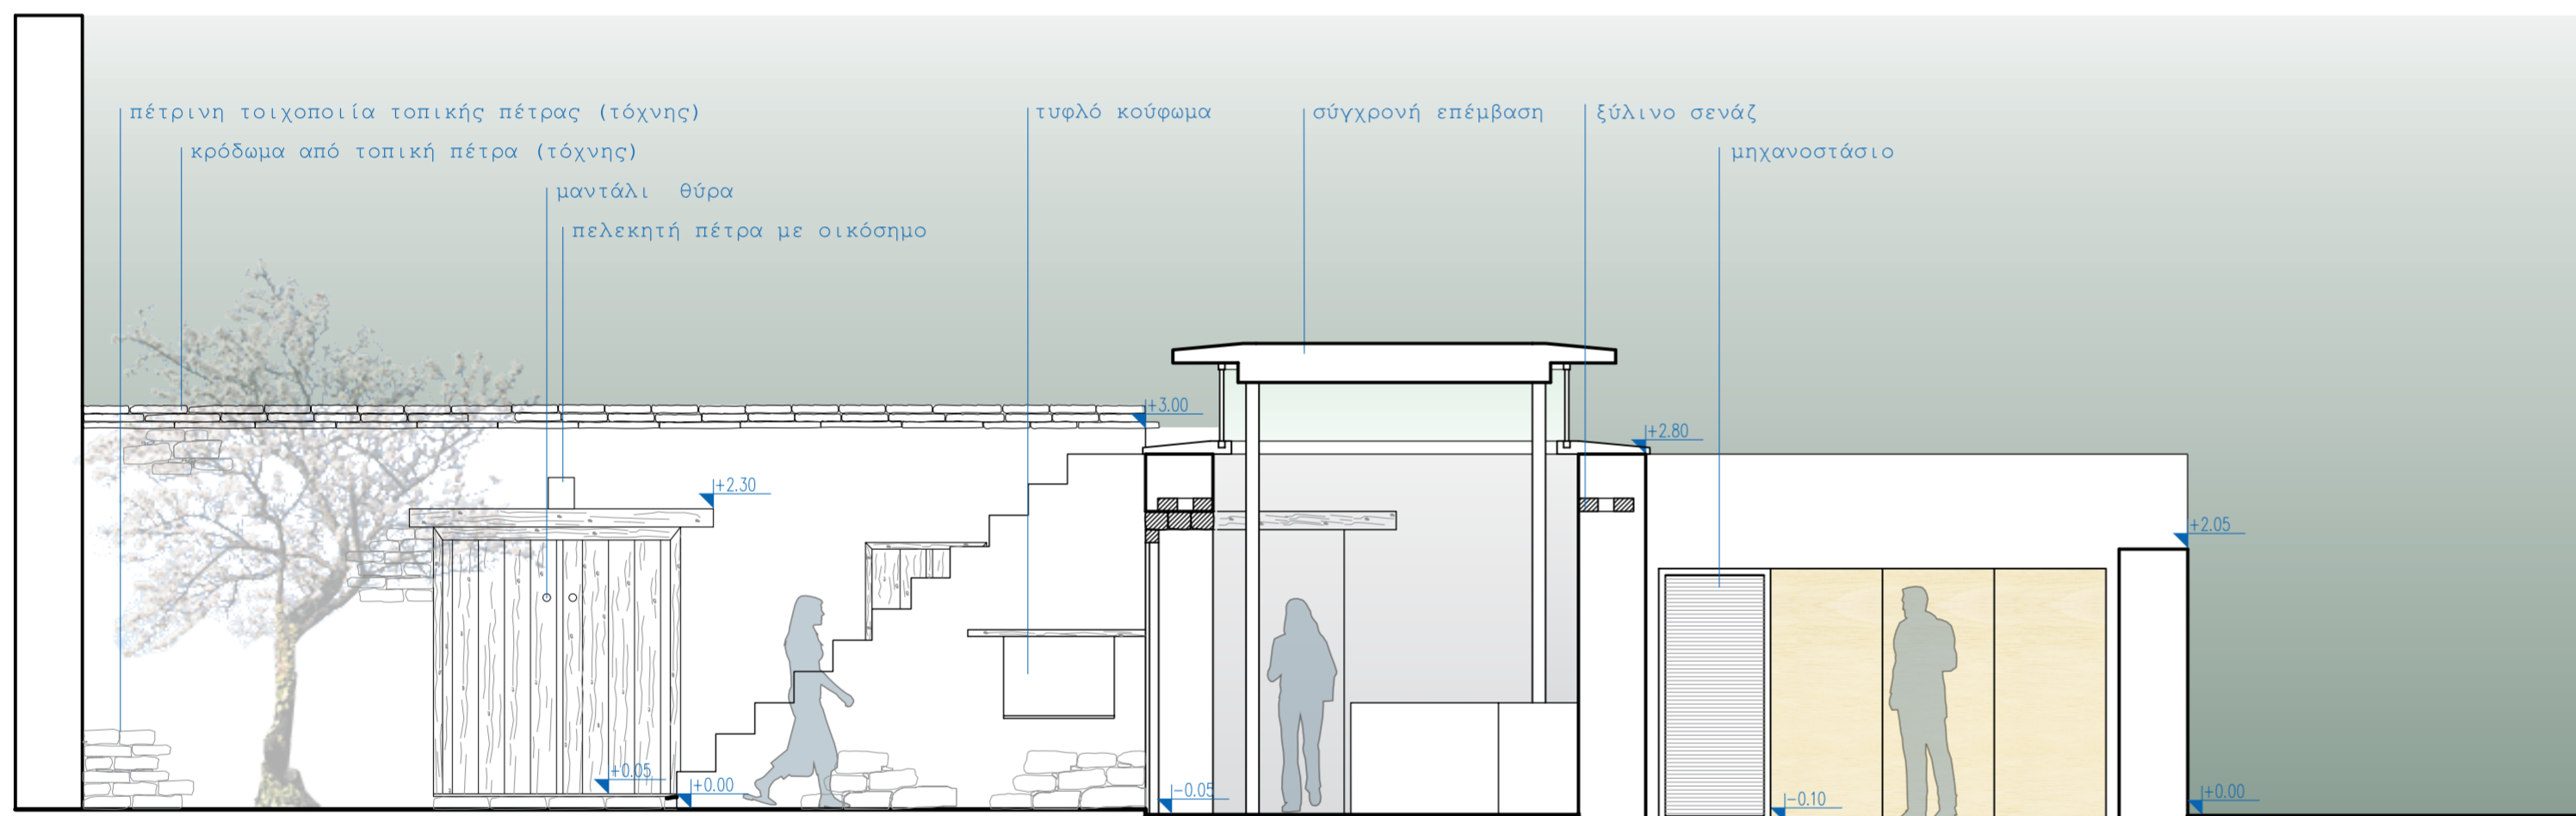 πέτρινη τοιχοποιία τοπικής πέτρας (τόχνης)
τυφλό κούφωμα
σύγχρονή επέμβαση
ξύλινο σενάζ
κρόδωμα από τοπική πέτρα (τόχνης)
μηχανοστάσιο
μαντάλι θύρα
πελεκητή πέτρα με οικόσημο
+3.00
+2.80
+2.30
+2.05
+0.05
+0.00
-0.05
-0.10
+0.00